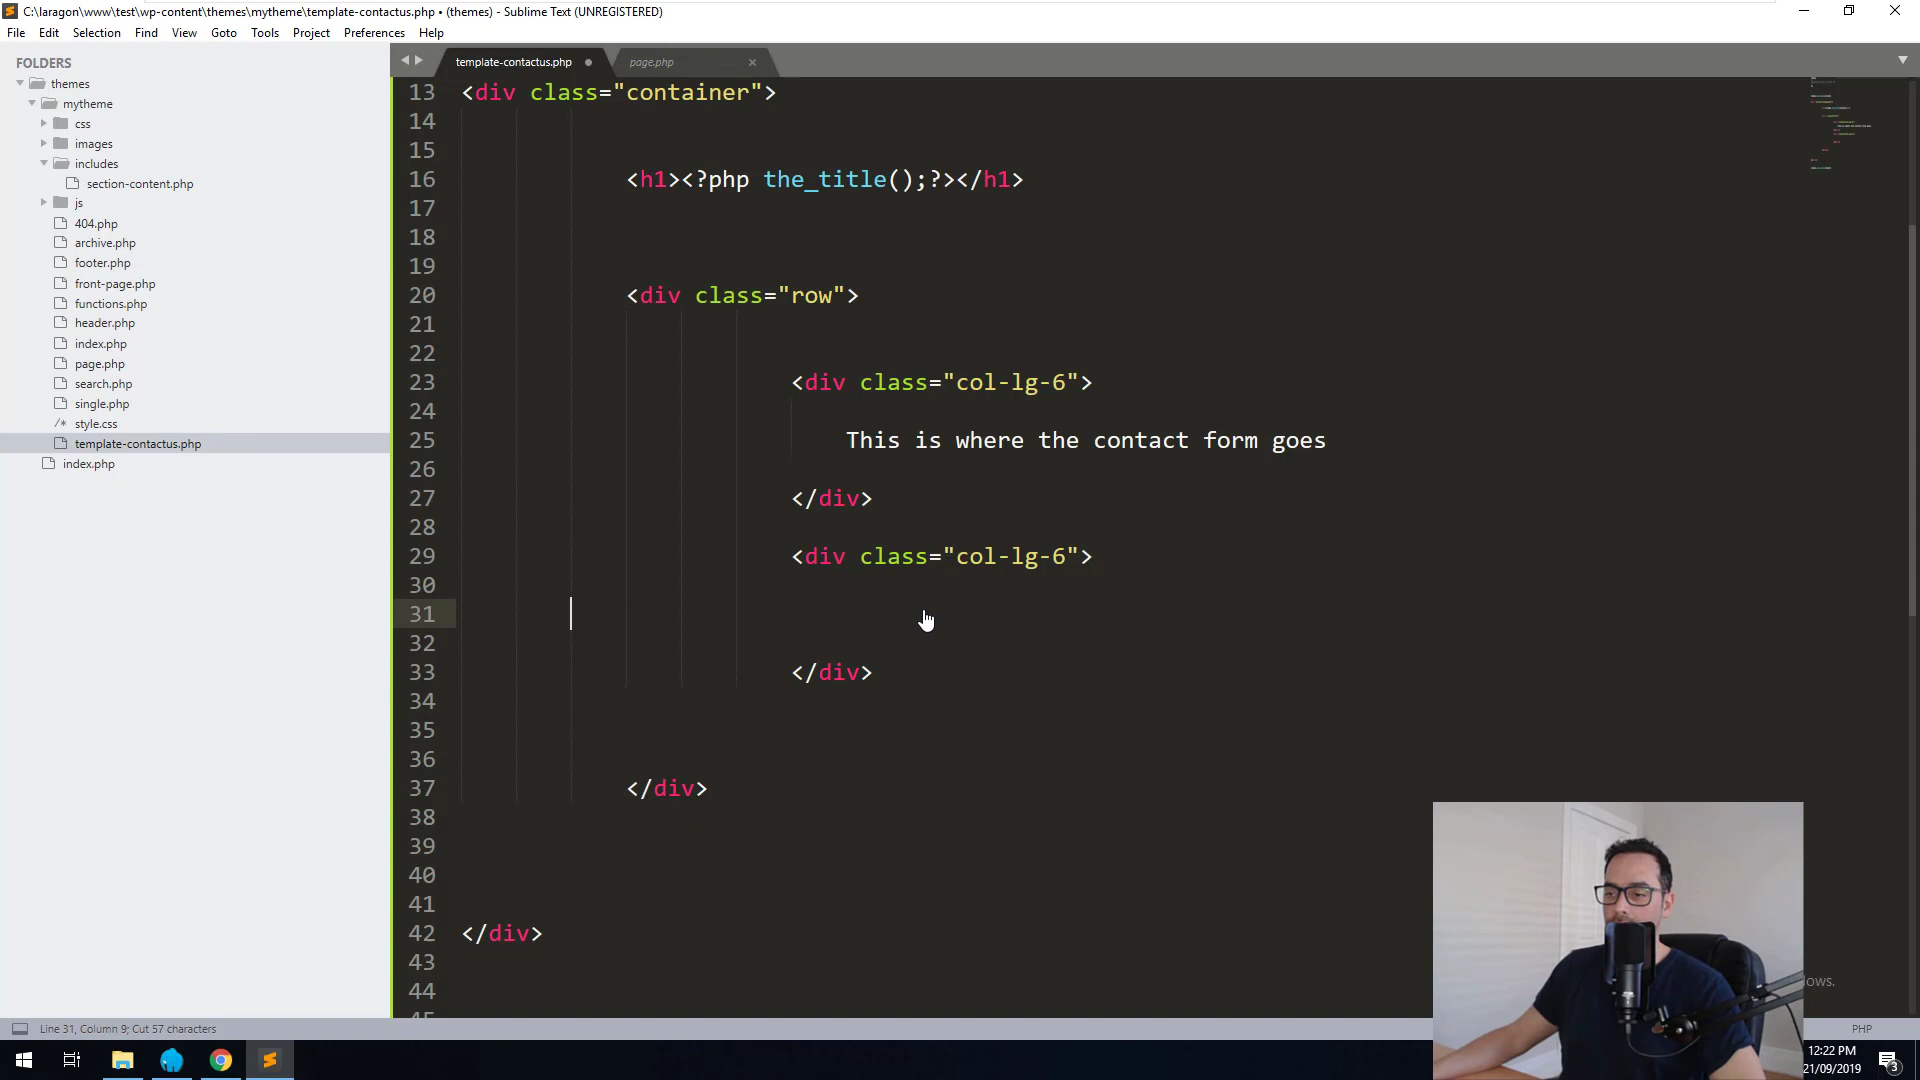 C:\laragon\www\test\wp-content\themes\mytheme\template-contactus.php • (themes) - Sublime Text (UNREGISTERED)
File Edit Selection Find View Goto Tools Project Preferences Help
FOLDERS
themes
mytheme
css
images
includes
section-content.php
js
404.php
archive.php
footer.php
front-page.php
functions.php
header.php
index.php
page.php
search.php
single.php
/* style.css
template-contactus.php
index.php
template-contactus.php page.php
13 <div class="container">
14
15
16 <h1><?php the_title();?></h1>
17
18
19
20 <div class="row">
21
22
23 <div class="col-lg-6">
24
25 This is where the contact form goes
26
27 </div>
28
29 <div class="col-lg-6">
30
31
32
33 </div>
34
35
36
37 </div>
38
39
40
41
42 </div>
43
44
45
Line 31, Column 9; Cut 57 characters
PHP
12:22 PM
21/09/2019
3